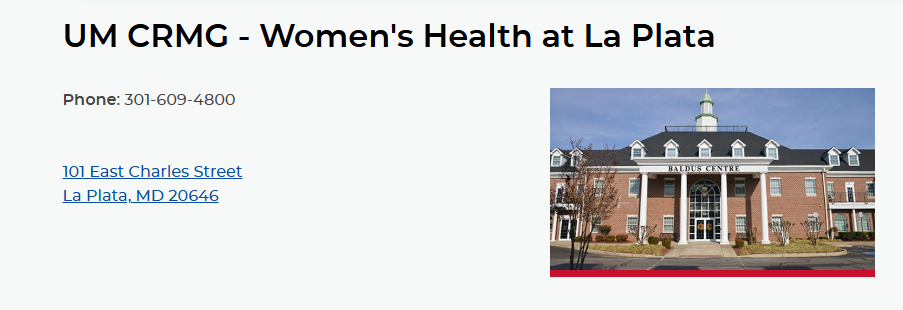 UM CRMG - Women's Health at La Plata
Phone: 301-609-4800
101 East Charles Street
La Plata, MD 20646
BALDUS CENTRE